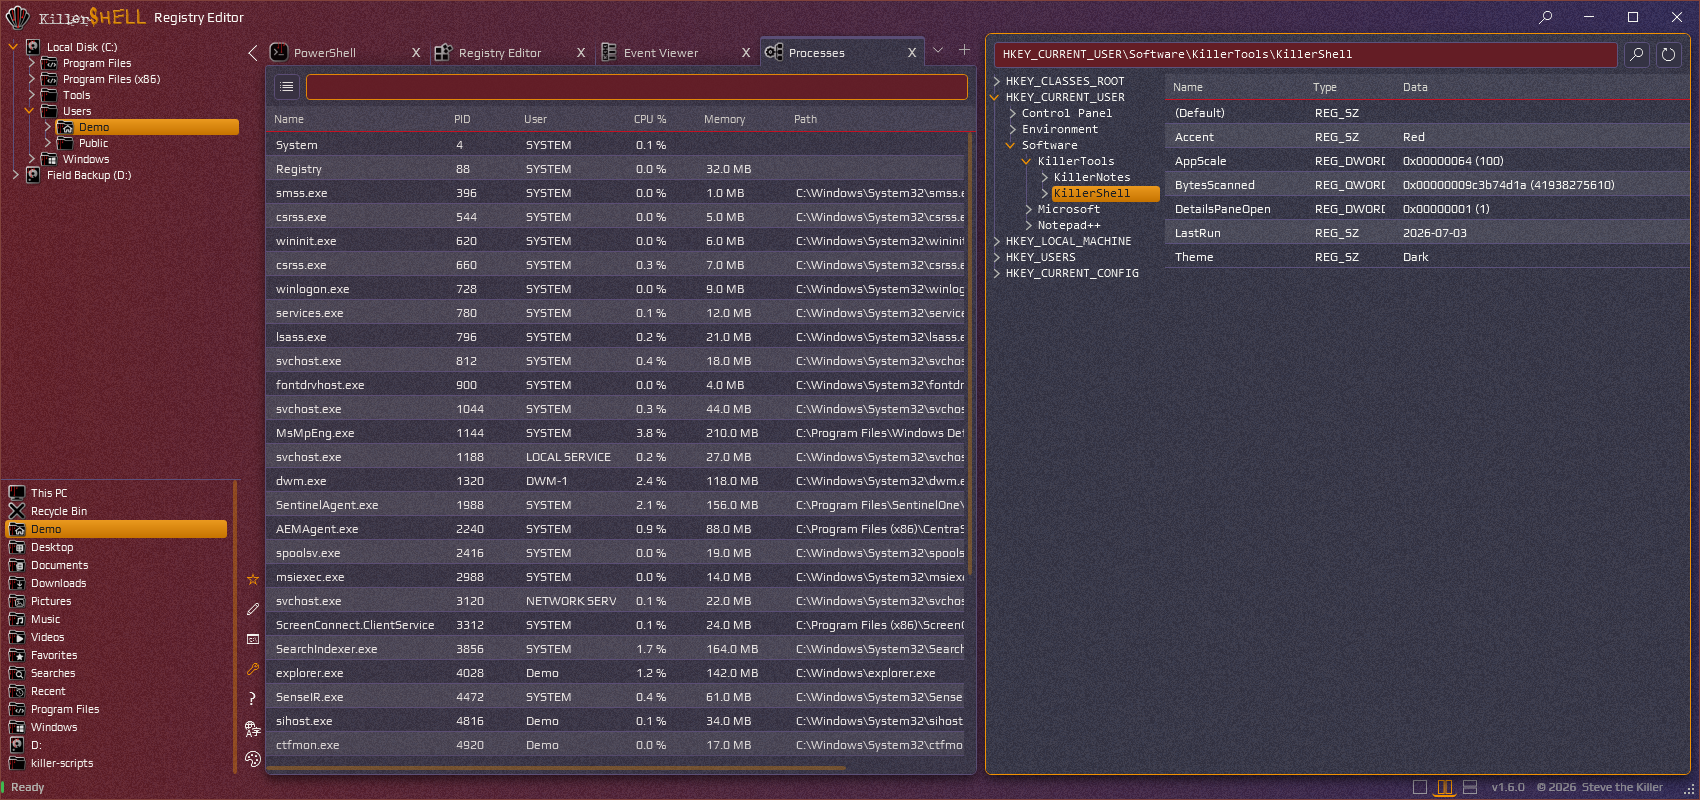 Killer$HELL Registry Editor
Local Disk (C:)
Program Files
Program Files (x86)
Tools
Users
Demo
Public
Windows
Field Backup (D:)
This PC
Recycle Bin
Demo
Desktop
Documents
Downloads
Pictures
Music
Videos
Favorites
Searches
Recent
Program Files
Windows
D:
killer-scripts
PowerShell X Registry Editor X Event Viewer X Processes X
Name PID User CPU % Memory Path
System 4 SYSTEM 0.1 %
Registry 88 SYSTEM 0.0 % 32.0 MB
smss.exe 396 SYSTEM 0.0 % 1.0 MB C:\Windows\System32\smss.e
csrss.exe 544 SYSTEM 0.0 % 5.0 MB C:\Windows\System32\csrss.e
wininit.exe 620 SYSTEM 0.0 % 6.0 MB C:\Windows\System32\wininit
csrss.exe 660 SYSTEM 0.3 % 7.0 MB C:\Windows\System32\csrss.e
winlogon.exe 728 SYSTEM 0.0 % 9.0 MB C:\Windows\System32\winlog
services.exe 780 SYSTEM 0.1 % 12.0 MB C:\Windows\System32\service
lsass.exe 796 SYSTEM 0.2 % 21.0 MB C:\Windows\System32\lsass.e
svchost.exe 812 SYSTEM 0.4 % 18.0 MB C:\Windows\System32\svchos
fontdrvhost.exe 900 SYSTEM 0.0 % 4.0 MB C:\Windows\System32\fontdr
svchost.exe 1044 SYSTEM 0.3 % 44.0 MB C:\Windows\System32\svchos
MsMpEng.exe 1144 SYSTEM 3.8 % 210.0 MB C:\Program Files\Windows Def
svchost.exe 1188 LOCAL SERVICE 0.2 % 27.0 MB C:\Windows\System32\svchos
dwm.exe 1320 DWM-1 2.4 % 118.0 MB C:\Windows\System32\dwm.e
SentinelAgent.exe 1988 SYSTEM 2.1 % 156.0 MB C:\Program Files\SentinelOne\
AEMAgent.exe 2240 SYSTEM 0.9 % 88.0 MB C:\Program Files (x86)\CentraS
spoolsv.exe 2416 SYSTEM 0.0 % 19.0 MB C:\Windows\System32\spools
msiexec.exe 2988 SYSTEM 0.0 % 14.0 MB C:\Windows\System32\msiexe
svchost.exe 3120 NETWORK SERV 0.1 % 22.0 MB C:\Windows\System32\svchos
ScreenConnect.ClientService 3312 SYSTEM 0.1 % 24.0 MB C:\Program Files (x86)\ScreenC
SearchIndexer.exe 3856 SYSTEM 1.7 % 164.0 MB C:\Windows\System32\Search
explorer.exe 4028 Demo 1.2 % 142.0 MB C:\Windows\explorer.exe
SenseIR.exe 4472 SYSTEM 0.4 % 61.0 MB C:\Windows\System32\Sense
sihost.exe 4816 Demo 0.1 % 34.0 MB C:\Windows\System32\sihost
ctfmon.exe 4920 Demo 0.0 % 17.0 MB C:\Windows\System32\ctfmo
HKEY_CURRENT_USER\Software\KillerTools\KillerShell
HKEY_CLASSES_ROOT
HKEY_CURRENT_USER
Control Panel
Environment
Software
KillerTools
KillerNotes
KillerShell
Microsoft
Notepad++
HKEY_LOCAL_MACHINE
HKEY_USERS
HKEY_CURRENT_CONFIG
Name Type Data
(Default) REG_SZ
Accent REG_SZ Red
AppScale REG_DWORD 0x00000064 (100)
BytesScanned REG_QWORD 0x00000009c3b74d1a (41938275610)
DetailsPaneOpen REG_DWORD 0x00000001 (1)
LastRun REG_SZ 2026-07-03
Theme REG_SZ Dark
Ready
v1.6.0 © 2026 Steve the Killer